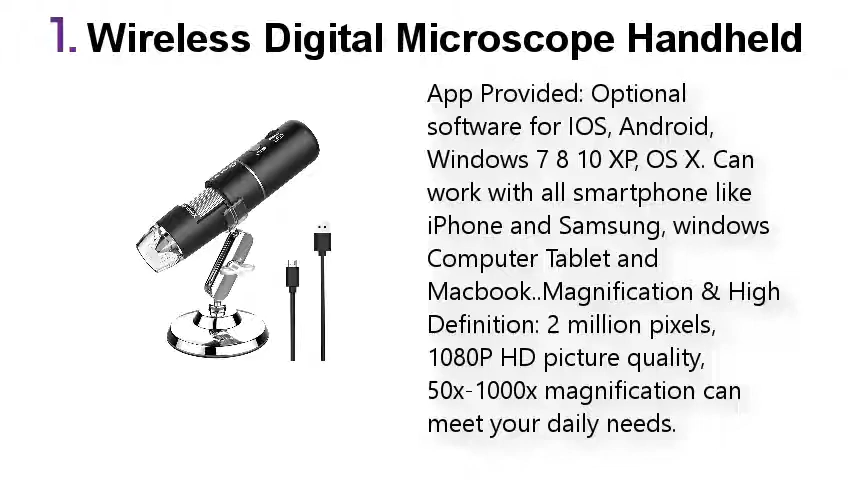 1. Wireless Digital Microscope Handheld
App Provided: Optional
software for IOS, Android,
Windows 7 8 10 XP, OS X. Can
work with all smartphone like
iPhone and Samsung, windows
Computer Tablet and
Macbook..Magnification & High
Definition: 2 million pixels,
1080P HD picture quality,
50x-1000x magnification can
meet your daily needs.